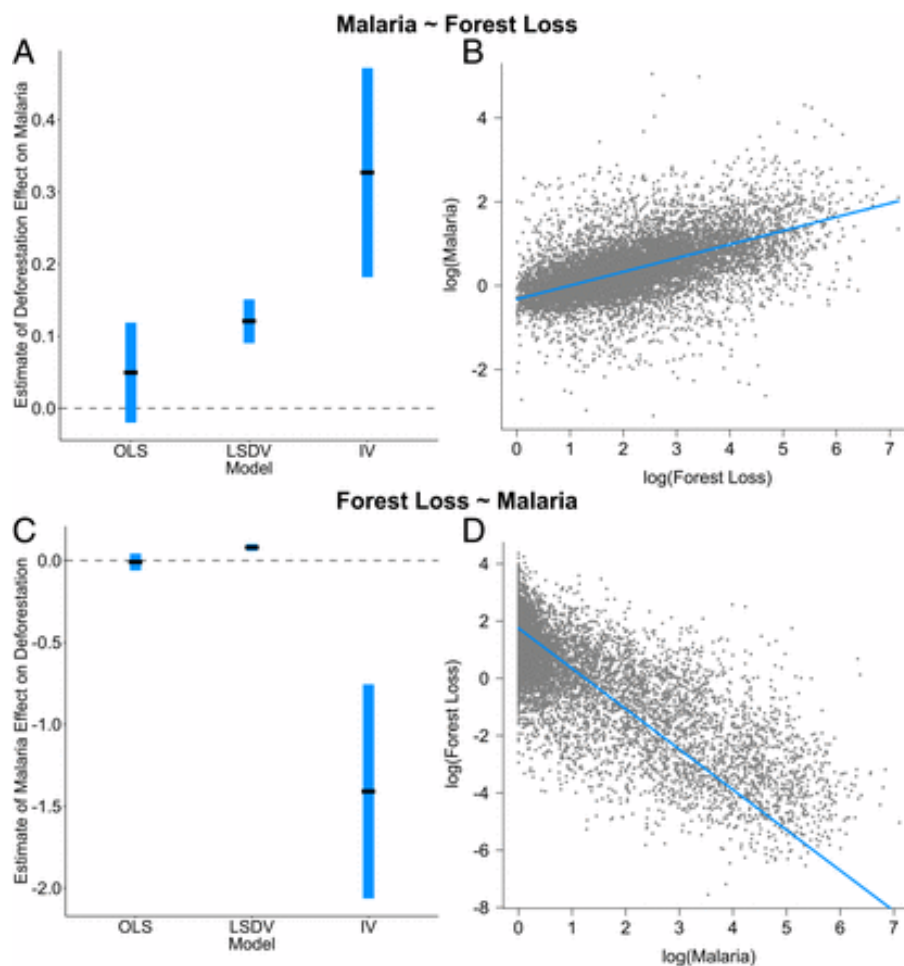 Malaria ~ Forest Loss
A
Estimate of Deforestation Effect on Malaria
0.4
0.3
0.2
0.1
0.0
OLS LSDV IV
Model
B
log(Malaria)
4
2
0
-2
0 1 2 3 4 5 6 7
log(Forest Loss)
Forest Loss ~ Malaria
C
Estimate of Malaria Effect on Deforestation
0.0
-0.5
-1.0
-1.5
-2.0
OLS LSDV IV
Model
D
log(Forest Loss)
4
2
0
-2
-4
-6
-8
0 1 2 3 4 5 6 7
log(Malaria)